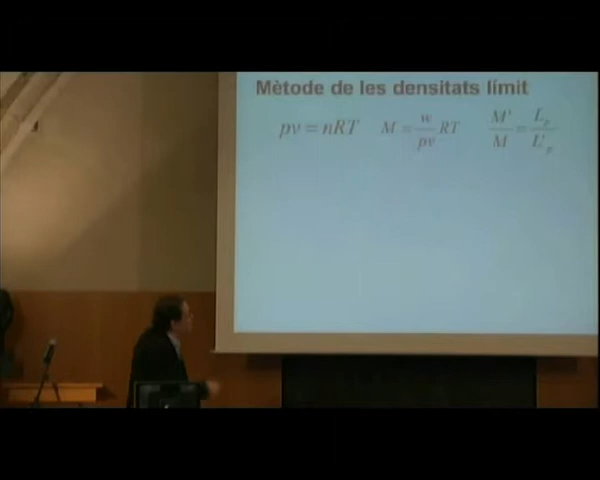 Mètode de les densitats límit
pv = nRT M = w/pv RT M'/M = L_p/L'_p